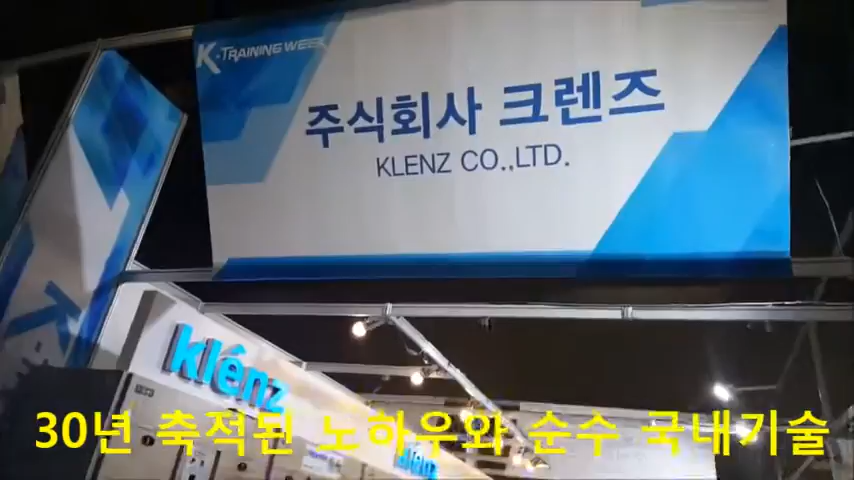 K-TRAINING WEEK
주식회사 크렌즈
KLENZ CO.,LTD.
klenz
30년 축적된 노하우와 순수 국내기술
klenz